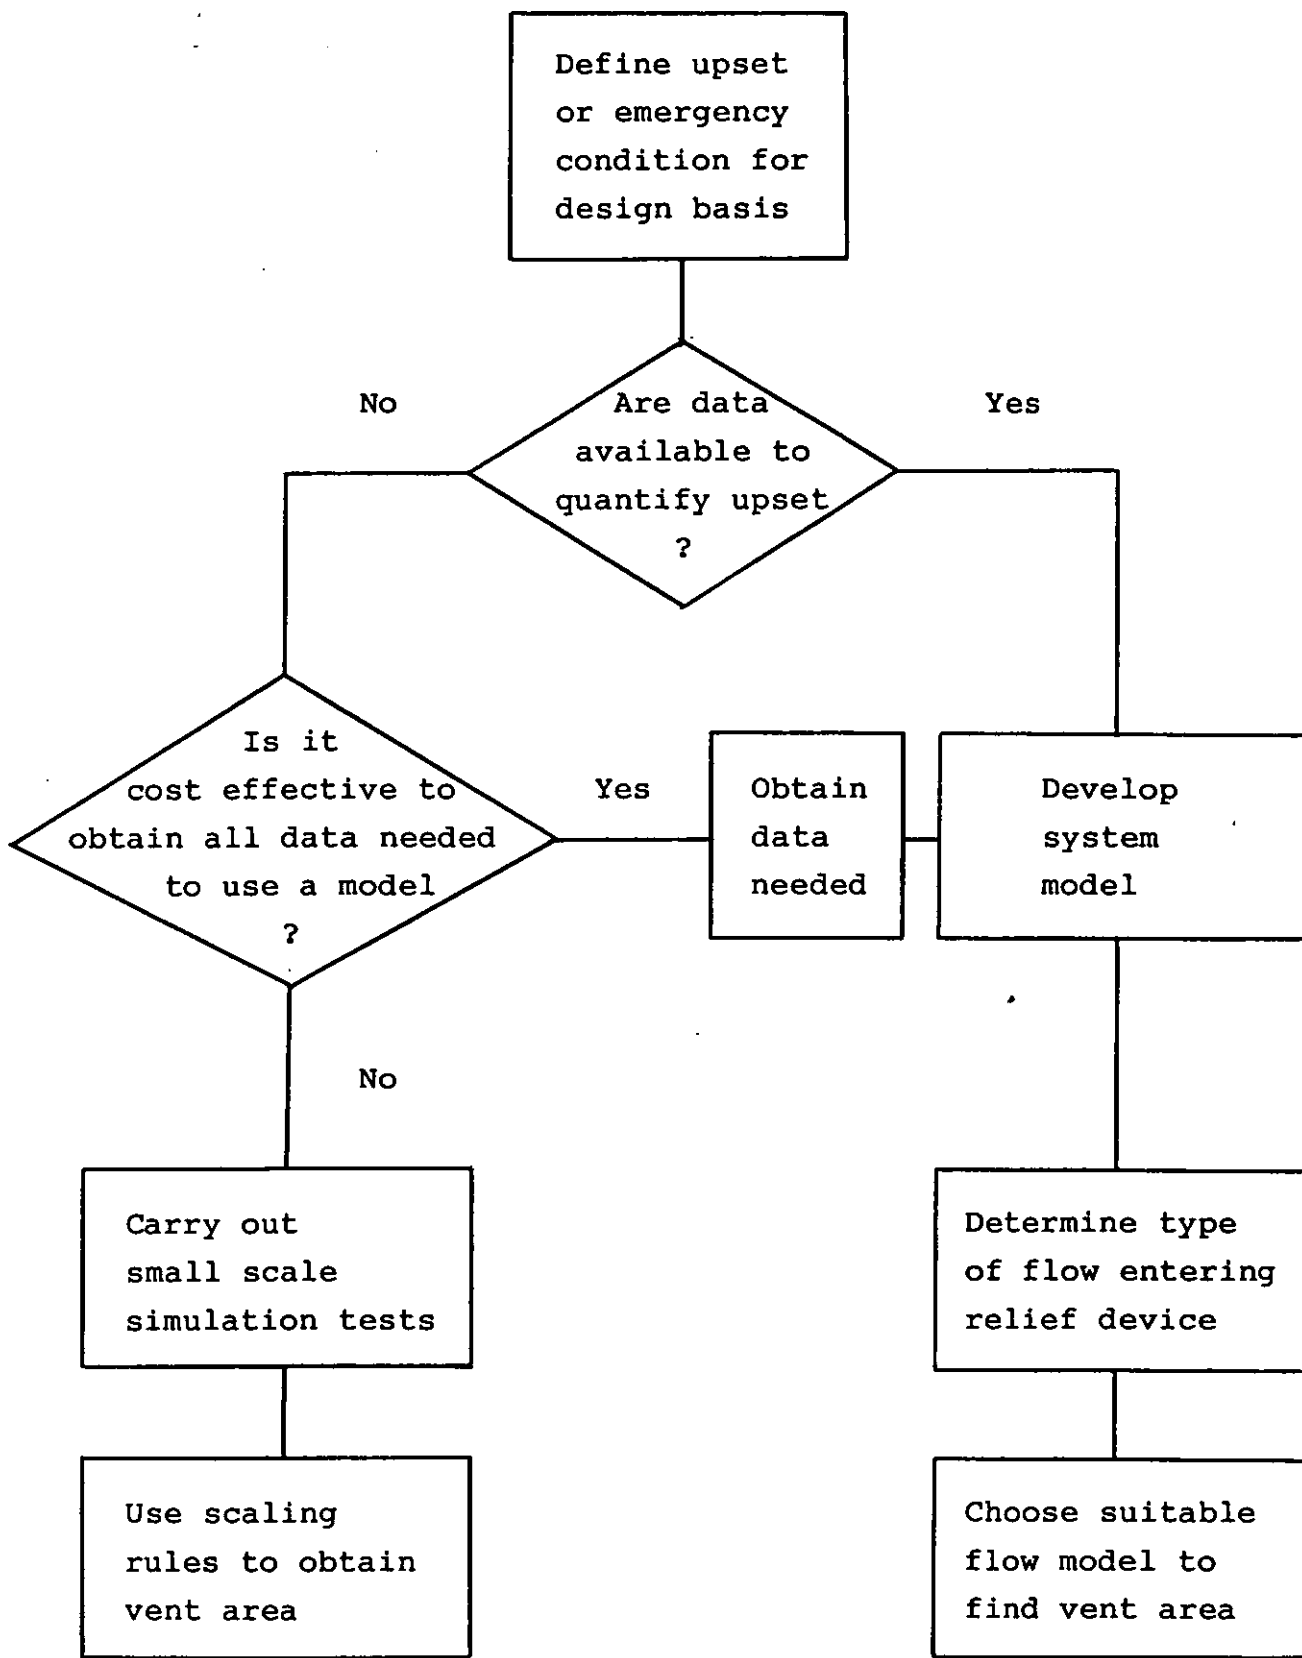 Define upset
or emergency
condition for
design basis
No
Are data
available to
quantify upset
?
Yes
Is it
cost effective to
obtain all data needed
to use a model
?
Yes
Obtain
data
needed
Develop
system
model
No
Carry out
small scale
simulation tests
Determine type
of flow entering
relief device
Use scaling
rules to obtain
vent area
Choose suitable
flow model to
find vent area